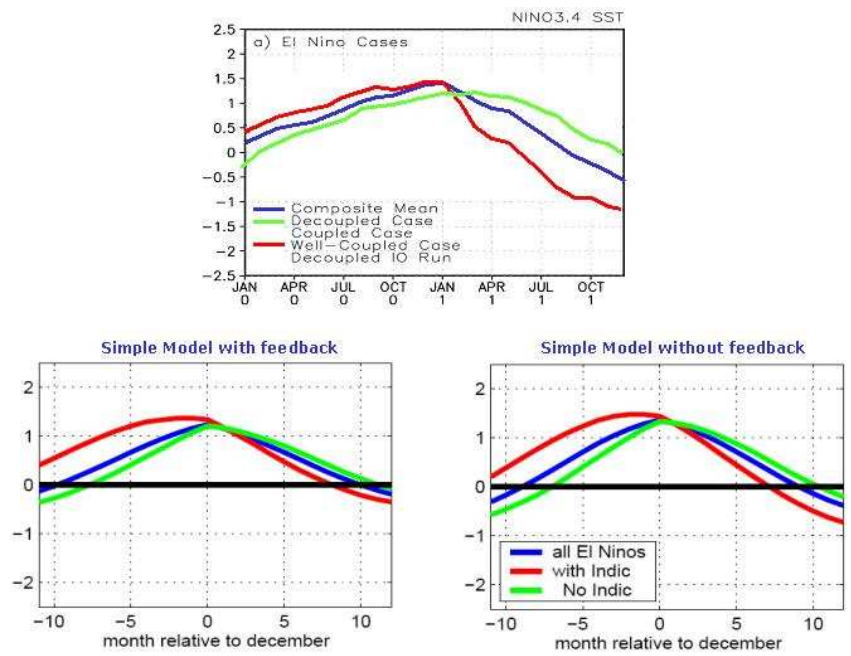 NINO3.4 SST
a) El Nino Cases
2.5
2
1.5
1
0.5
0
-0.5
-1
-1.5
-2
-2.5
Composite Mean
Decoupled Case
Coupled Case
Well-Coupled Case
Decoupled IO Run
JAN APR JUL OCT JAN APR JUL OCT
0 0 0 0 1 1 1 1
Simple Model with feedback
2
1
0
−1
−2
−10 −5 0 5 10
month relative to december
Simple Model without feedback
2
1
0
−1
−2
all El Ninos
with Indic
No Indic
−10 −5 0 5 10
month relative to december